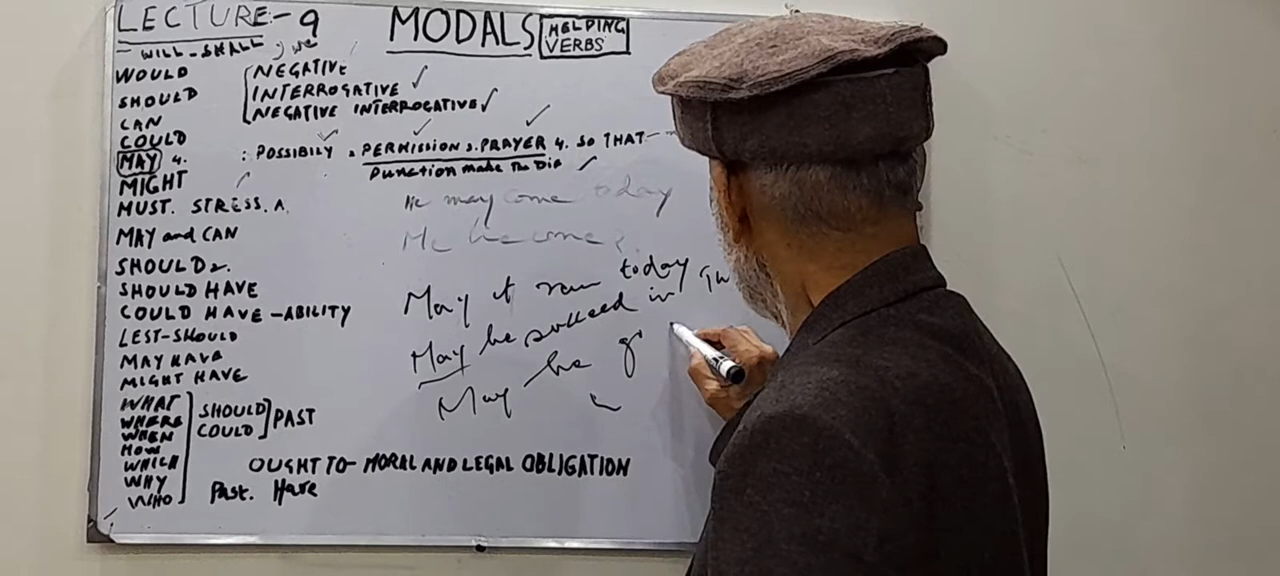 LECTURE-9
MODALS HELPING VERBS
WILL-SHALL
WOULD
SHOULD
CAN
COULD
MAY 4.
MIGHT
MUST. STRESS. A
MAY and CAN
SHOULD 2.
SHOULD HAVE
COULD HAVE -ABILITY
LEST-SHOULD
MAY HAVE
MIGHT HAVE
WHAT
WHERE
WHEN
HOW
WHICH
WHY
WHO
SHOULD
COULD
PAST
NEGATIVE
INTERROGATIVE
NEGATIVE INTERROGATIVE
: POSSIBILY 2. PERMISSION 3. PRAYER 4. SO THAT
Punction made The Dif
He may come today
May he come?
May it rain today
May he succeed in
May he
May
OUGHT TO- MORAL AND LEGAL OBLIGATION
Past. Have